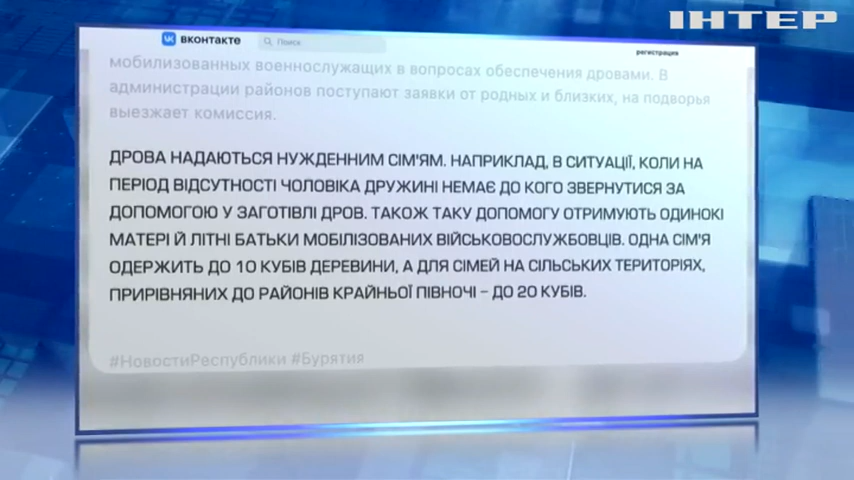 ІНТЕР
вконтакте
Поиск
регистрация
мобилизованных военнослужащих в вопросах обеспечения дровами. В
администрации районов поступают заявки от родных и близких, на подворья
выезжает комиссия.
ДРОВА НАДАЮТЬСЯ НУЖДЕННИМ СІМ'ЯМ. НАПРИКЛАД, В СИТУАЦІЇ, КОЛИ НА
ПЕРІОД ВІДСУТНОСТІ ЧОЛОВІКА ДРУЖИНІ НЕМАЄ ДО КОГО ЗВЕРНУТИСЯ ЗА
ДОПОМОГОЮ У ЗАГОТІВЛІ ДРОВ. ТАКОЖ ТАКУ ДОПОМОГУ ОТРИМУЮТЬ ОДИНОКІ
МАТЕРІ Й ЛІТНІ БАТЬКИ МОБІЛІЗОВАНИХ ВІЙСЬКОВОСЛУЖБОВЦІВ. ОДНА СІМ'Я
ОДЕРЖИТЬ ДО 10 КУБІВ ДЕРЕВИНИ, А ДЛЯ СІМЕЙ НА СІЛЬСЬКИХ ТЕРИТОРІЯХ,
ПРИРІВНЯНИХ ДО РАЙОНІВ КРАЙНЬОЇ ПІВНОЧІ – ДО 20 КУБІВ.
#НовостиРеспублики #Бурятия